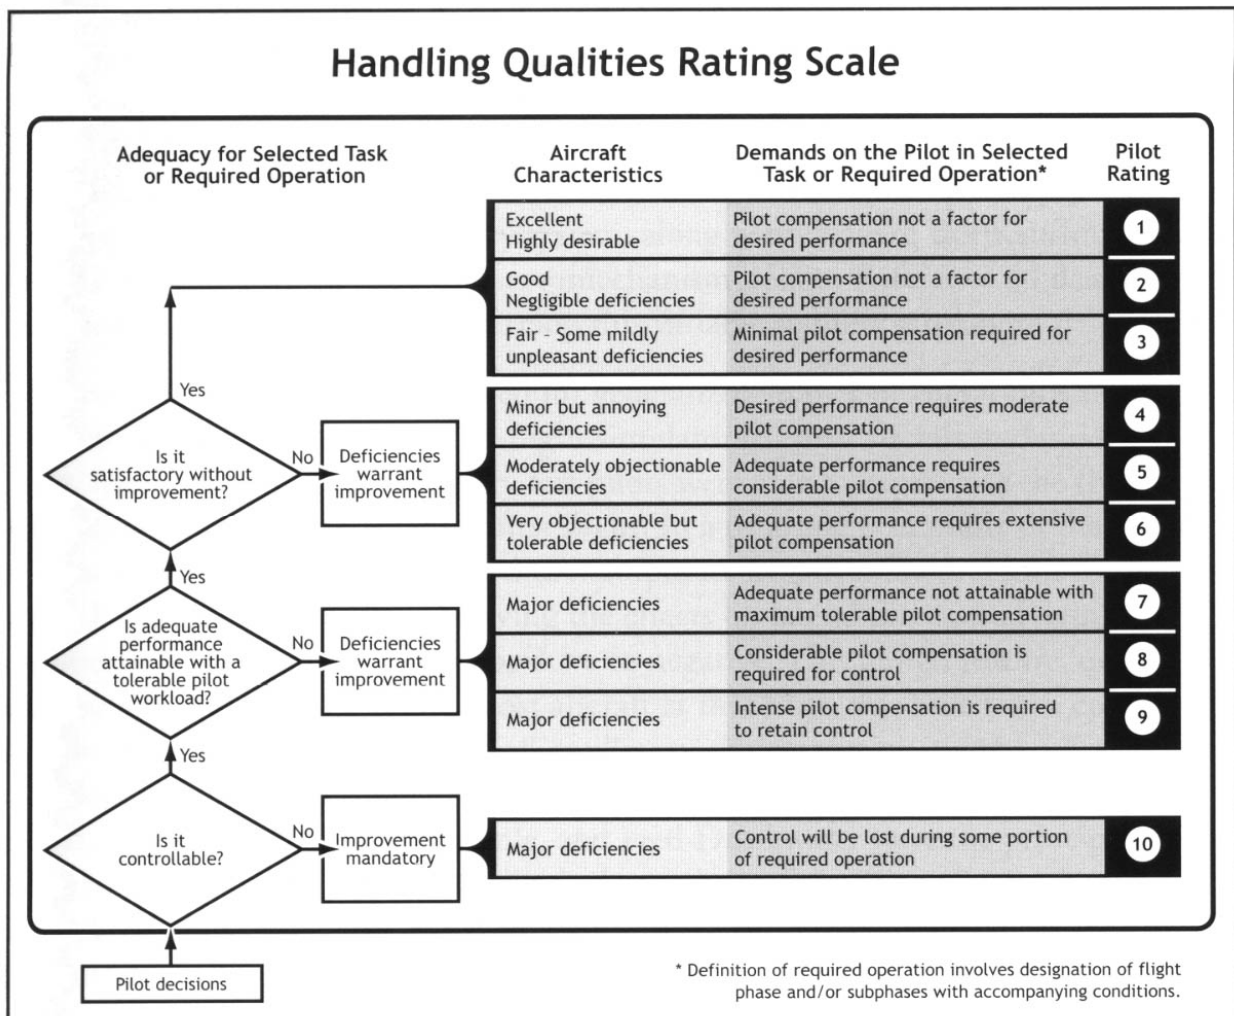 Handling Qualities Rating Scale
Adequacy for Selected Task
or Required Operation
Aircraft
Characteristics
Demands on the Pilot in Selected
Task or Required Operation*
Pilot
Rating
Excellent
Highly desirable
Pilot compensation not a factor for
desired performance
1
Good
Negligible deficiencies
Pilot compensation not a factor for
desired performance
2
Fair – Some mildly
unpleasant deficiencies
Minimal pilot compensation required for
desired performance
3
Yes
Is it
satisfactory without
improvement?
No
Deficiencies
warrant
improvement
Minor but annoying
deficiencies
Desired performance requires moderate
pilot compensation
4
Moderately objectionable
deficiencies
Adequate performance requires
considerable pilot compensation
5
Very objectionable but
tolerable deficiencies
Adequate performance requires extensive
pilot compensation
6
Yes
Is adequate
performance
attainable with a
tolerable pilot
workload?
No
Deficiencies
warrant
improvement
Major deficiencies
Adequate performance not attainable with
maximum tolerable pilot compensation
7
Major deficiencies
Considerable pilot compensation is
required for control
8
Major deficiencies
Intense pilot compensation is required
to retain control
9
Yes
Is it
controllable?
No
Improvement
mandatory
Major deficiencies
Control will be lost during some portion
of required operation
10
Pilot decisions
* Definition of required operation involves designation of flight
phase and/or subphases with accompanying conditions.